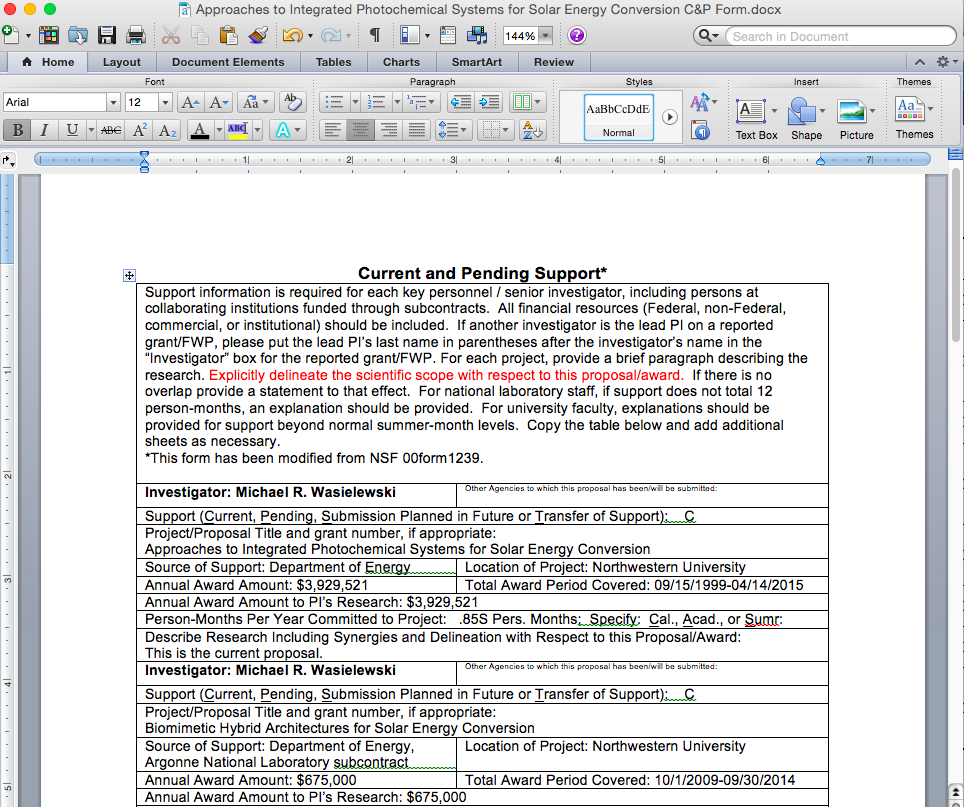 Approaches to Integrated Photochemical Systems for Solar Energy Conversion C&P Form.docx
144%
Search in Document
Home Layout Document Elements Tables Charts SmartArt Review
Font Paragraph Styles Insert Themes
Arial 12 A A Aa Ab AaBbCcDdE A Aa
B I U ABC A2 A2 A ABC A A Z Normal Text Box Shape Picture Themes
1 2 3 4 5 6 7
Current and Pending Support*
Support information is required for each key personnel / senior investigator, including persons at
collaborating institutions funded through subcontracts. All financial resources (Federal, non-Federal,
commercial, or institutional) should be included. If another investigator is the lead PI on a reported
grant/FWP, please put the lead PI's last name in parentheses after the investigator's name in the
“Investigator” box for the reported grant/FWP. For each project, provide a brief paragraph describing the
research. Explicitly delineate the scientific scope with respect to this proposal/award. If there is no
overlap provide a statement to that effect. For national laboratory staff, if support does not total 12
person-months, an explanation should be provided. For university faculty, explanations should be
provided for support beyond normal summer-month levels. Copy the table below and add additional
sheets as necessary.
*This form has been modified from NSF 00form1239.
Investigator: Michael R. Wasielewski Other Agencies to which this proposal has been/will be submitted:
Support (Current, Pending, Submission Planned in Future or Transfer of Support): C
Project/Proposal Title and grant number, if appropriate:
Approaches to Integrated Photochemical Systems for Solar Energy Conversion
Source of Support: Department of Energy Location of Project: Northwestern University
Annual Award Amount: $3,929,521 Total Award Period Covered: 09/15/1999-04/14/2015
Annual Award Amount to PI's Research: $3,929,521
Person-Months Per Year Committed to Project: .85S Pers. Months; Specify: Cal., Acad., or Sumr:
Describe Research Including Synergies and Delineation with Respect to this Proposal/Award:
This is the current proposal.
Investigator: Michael R. Wasielewski Other Agencies to which this proposal has been/will be submitted:
Support (Current, Pending, Submission Planned in Future or Transfer of Support): C
Project/Proposal Title and grant number, if appropriate:
Biomimetic Hybrid Architectures for Solar Energy Conversion
Source of Support: Department of Energy, Location of Project: Northwestern University
Argonne National Laboratory subcontract
Annual Award Amount: $675,000 Total Award Period Covered: 10/1/2009-09/30/2014
Annual Award Amount to PI's Research: $675,000
1
2
3
4
5